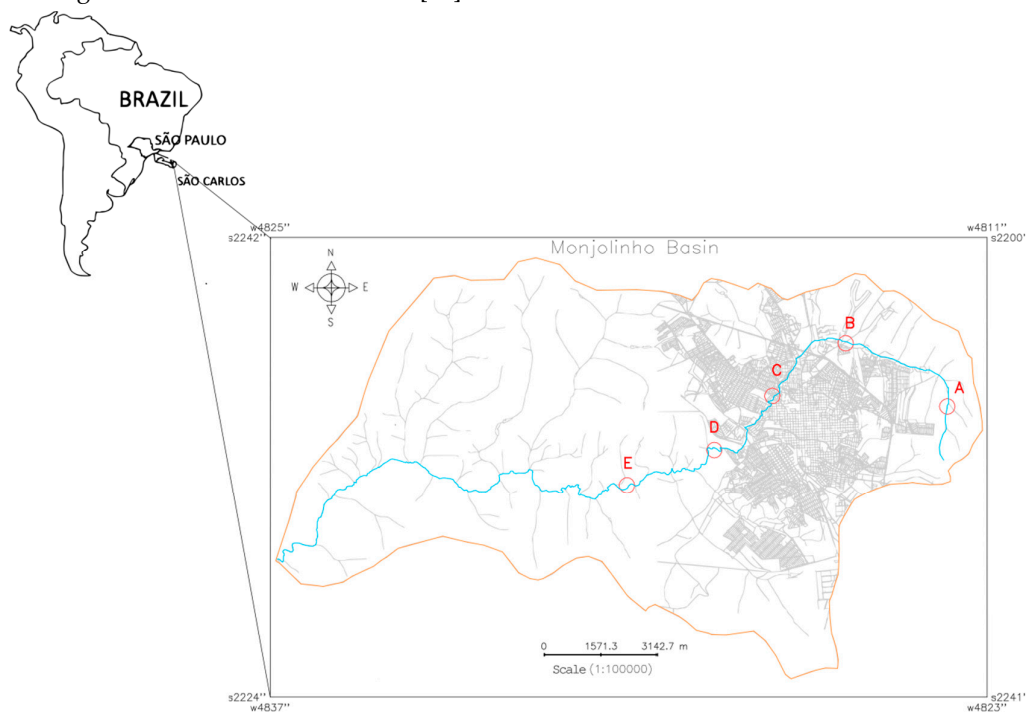 BRAZIL
SÃO PAULO
SÃO CARLOS
w4825’’ w4811’’
s2242’’ s2200’
Monjolinho Basin
N
W E
S
B
C
A
D
E
0 1571.3 3142.7 m
Scale (1:100000)
s2224’’ s2241’’
w4837’’ w4823’’